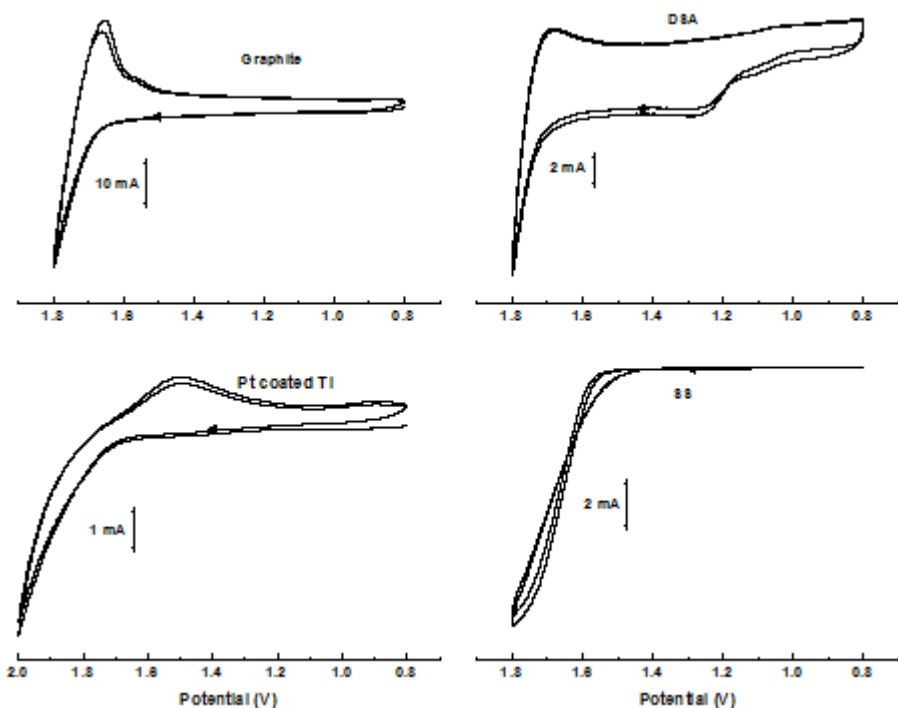 Graphite
10 mA
1.8 1.6 1.4 1.2 1.0 0.8
DSA
2 mA
1.8 1.6 1.4 1.2 1.0 0.8
Pt coated Ti
1 mA
2.0 1.8 1.6 1.4 1.2 1.0 0.8
Potential (V)
SS
2 mA
1.8 1.6 1.4 1.2 1.0 0.8
Potential (V)